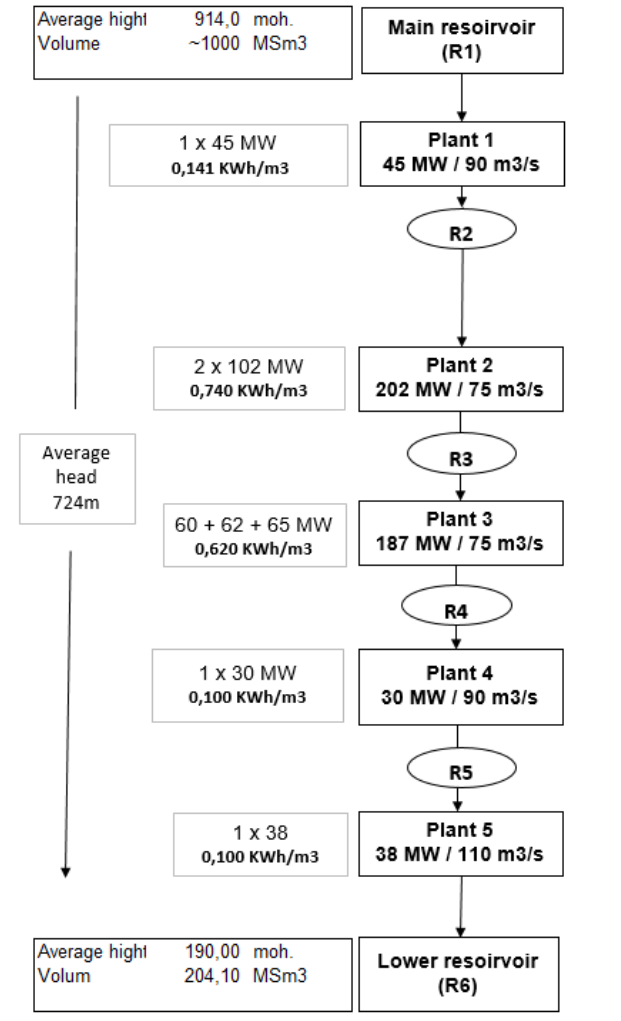 Average hight 914,0 moh.
Volume ~1000 MSm3
Main resoirvoir
(R1)
1 x 45 MW
0,141 KWh/m3
Plant 1
45 MW / 90 m3/s
R2
2 x 102 MW
0,740 KWh/m3
Plant 2
202 MW / 75 m3/s
Average
head
724m
R3
60 + 62 + 65 MW
0,620 KWh/m3
Plant 3
187 MW / 75 m3/s
R4
1 x 30 MW
0,100 KWh/m3
Plant 4
30 MW / 90 m3/s
R5
1 x 38
0,100 KWh/m3
Plant 5
38 MW / 110 m3/s
Average hight 190,00 moh.
Volum 204,10 MSm3
Lower resoirvoir
(R6)